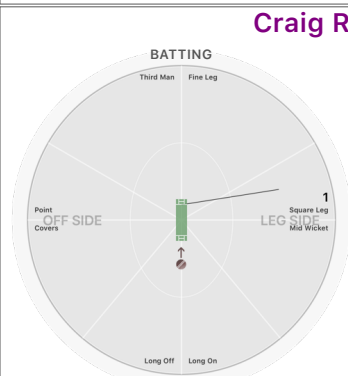 Craig R
BATTING
Third Man Fine Leg
1
Point Square Leg
OFF SIDE LEG SIDE
Covers Mid Wicket
Long Off Long On